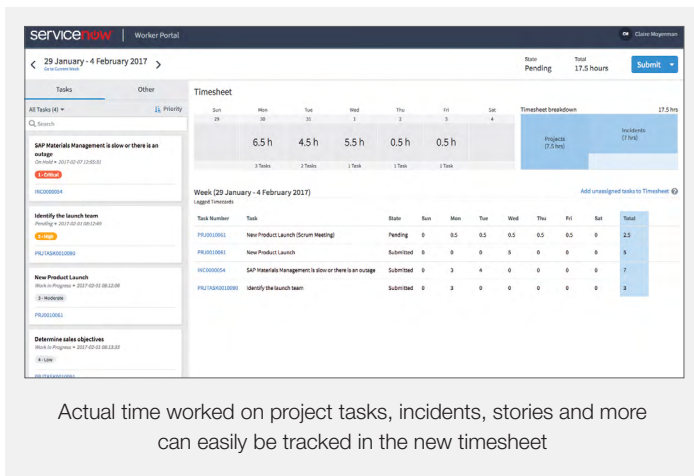 servicenow | Worker Portal
CM Claire Moyerman
29 January - 4 February 2017
Go to Current Week
State
Pending
Total
17.5 hours
Submit
Tasks Other
All Tasks (4) Priority
Search
SAP Materials Management is slow or there is an
outage
On Hold • 2017-02-07 12:55:31
1 - Critical
INC0000054
Identify the launch team
Pending • 2017-02-01 08:12:49
2 - High
PRJTASK0010080
New Product Launch
Work in Progress • 2017-02-01 08:12:06
3 - Moderate
PRJ0010061
Determine sales objectives
Work in Progress • 2017-02-01 08:13:33
4 - Low
Timesheet
Sun Mon Tue Wed Thu Fri Sat
29 30 31 1 2 3 4
6.5 h 4.5 h 5.5 h 0.5 h 0.5 h
3 Tasks 2 Tasks 1 Task 1 Task 1 Task
Timesheet breakdown 17.5 hrs
Projects
(7.5 hrs)
Incidents
(7 hrs)
Week (29 January - 4 February 2017)
Logged Timecards
Add unassigned tasks to Timesheet
Task Number Task State Sun Mon Tue Wed Thu Fri Sat Total
PRJ0010061 New Product Launch (Scrum Meeting) Pending 0 0.5 0.5 0.5 0.5 0.5 0 2.5
PRJ0010061 New Product Launch Submitted 0 0 0 5 0 0 0 5
INC0000054 SAP Materials Management is slow or there is an outage Submitted 0 3 4 0 0 0 0 7
PRJTASK0010080 Identify the launch team Submitted 0 3 0 0 0 0 0 3
Actual time worked on project tasks, incidents, stories and more
can easily be tracked in the new timesheet